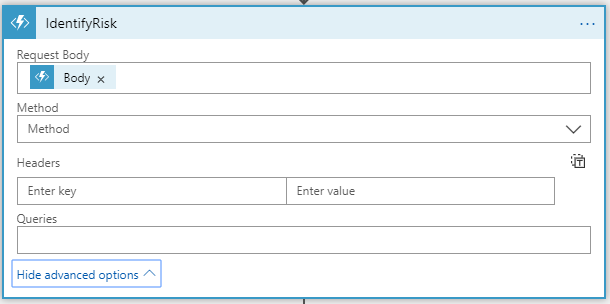 IdentifyRisk
Request Body
Body
Method
Method
Headers
Enter key Enter value
Queries
Hide advanced options